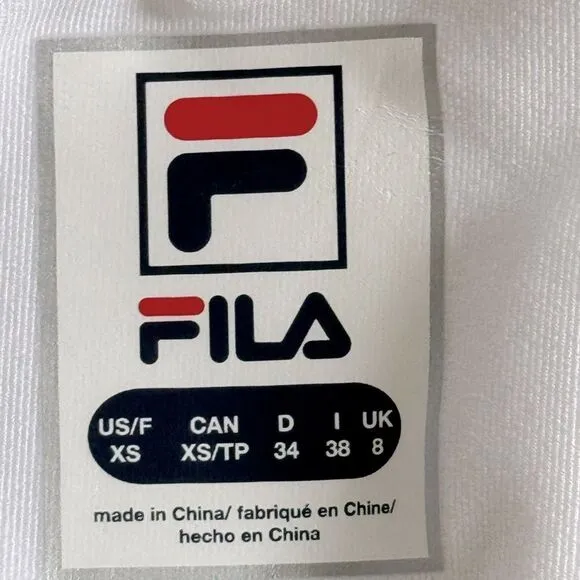 F
FILA
US/F CAN D I UK
XS XS/TP 34 38 8
made in China/ fabriqué en Chine/
hecho en China